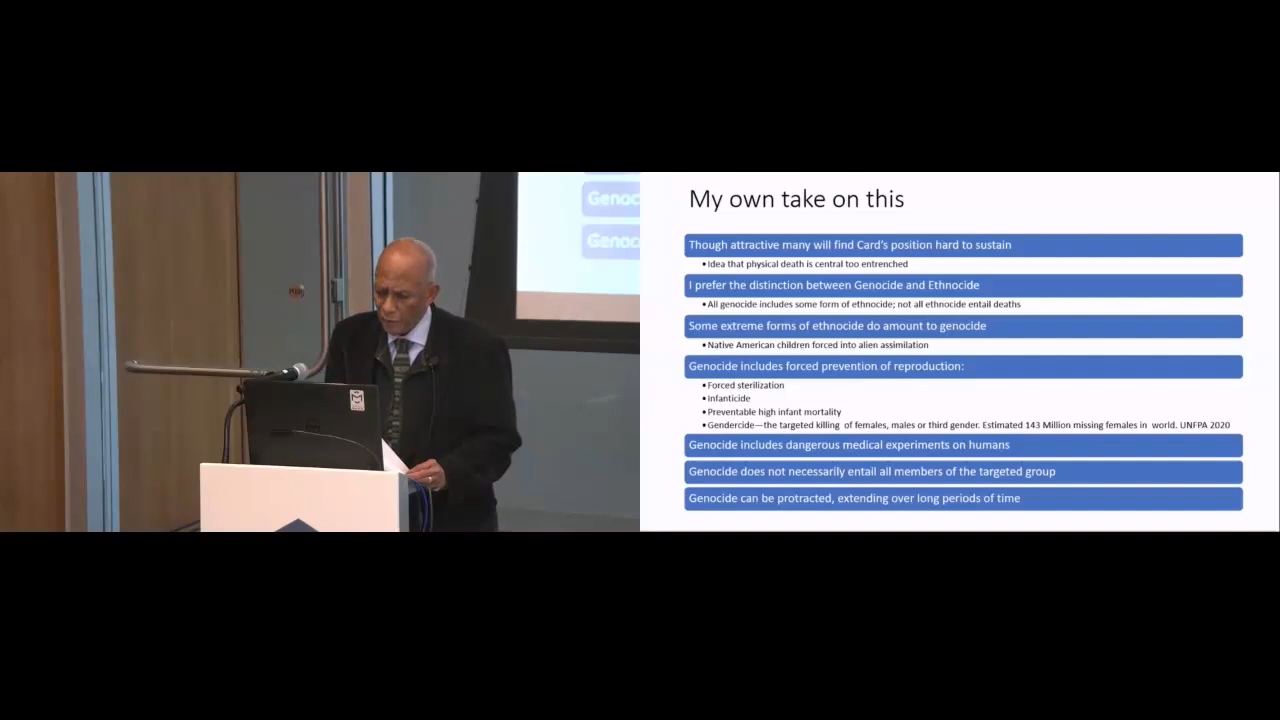 Genoc
Genoc
My own take on this
Though attractive many will find Card's position hard to sustain
•Idea that physical death is central too entrenched
I prefer the distinction between Genocide and Ethnocide
•All genocide includes some form of ethnocide; not all ethnocide entail deaths
Some extreme forms of ethnocide do amount to genocide
•Native American children forced into alien assimilation
Genocide includes forced prevention of reproduction:
•Forced sterilization
•Infanticide
•Preventable high infant mortality
•Gendercide—the targeted killing of females, males or third gender. Estimated 143 Million missing females in world. UNFPA 2020
Genocide includes dangerous medical experiments on humans
Genocide does not necessarily entail all members of the targeted group
Genocide can be protracted, extending over long periods of time